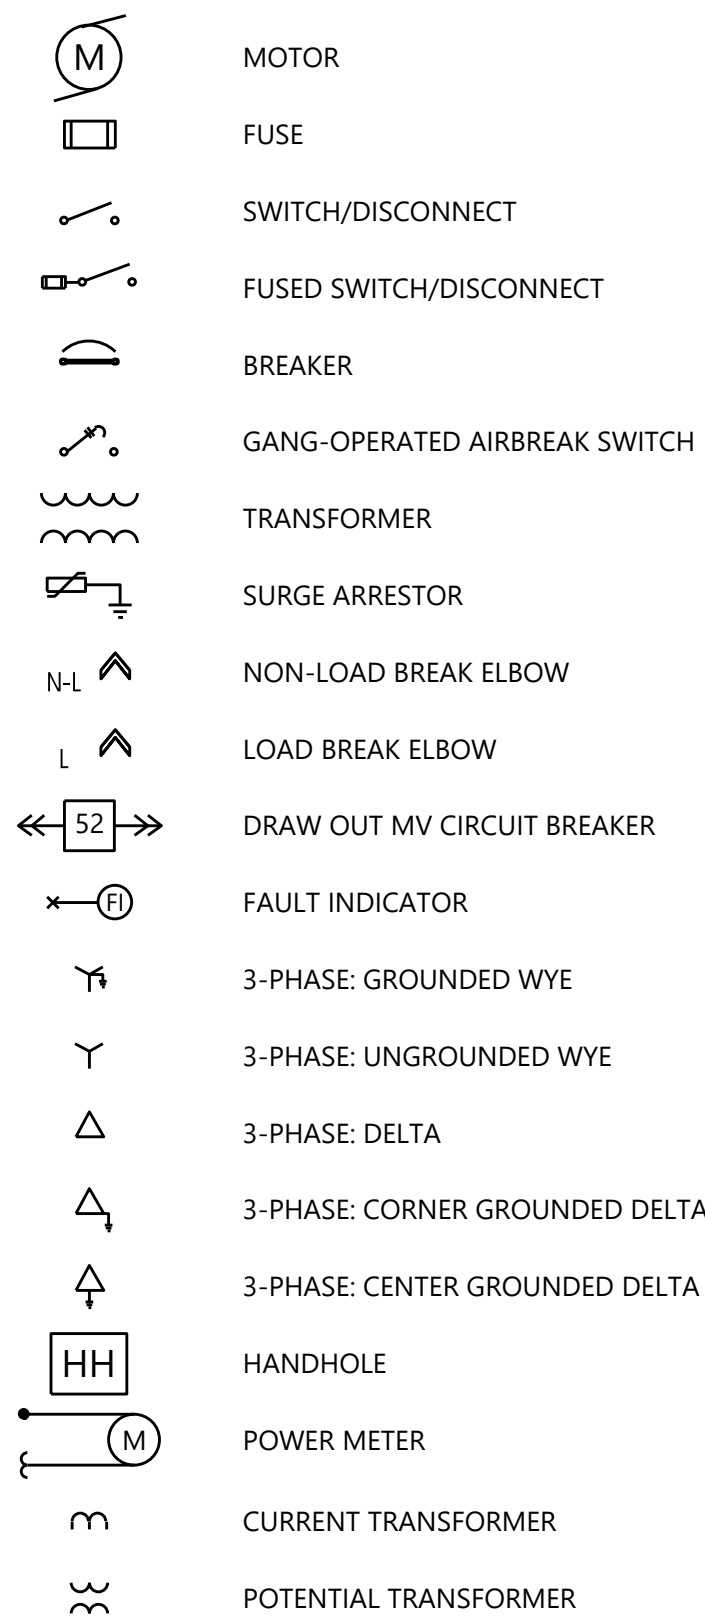 M MOTOR
FUSE
SWITCH/DISCONNECT
FUSED SWITCH/DISCONNECT
BREAKER
GANG-OPERATED AIRBREAK SWITCH
TRANSFORMER
SURGE ARRESTOR
N-L NON-LOAD BREAK ELBOW
L LOAD BREAK ELBOW
52 DRAW OUT MV CIRCUIT BREAKER
FI FAULT INDICATOR
3-PHASE: GROUNDED WYE
3-PHASE: UNGROUNDED WYE
3-PHASE: DELTA
3-PHASE: CORNER GROUNDED DELTA
3-PHASE: CENTER GROUNDED DELTA
HH HANDHOLE
M POWER METER
CURRENT TRANSFORMER
POTENTIAL TRANSFORMER